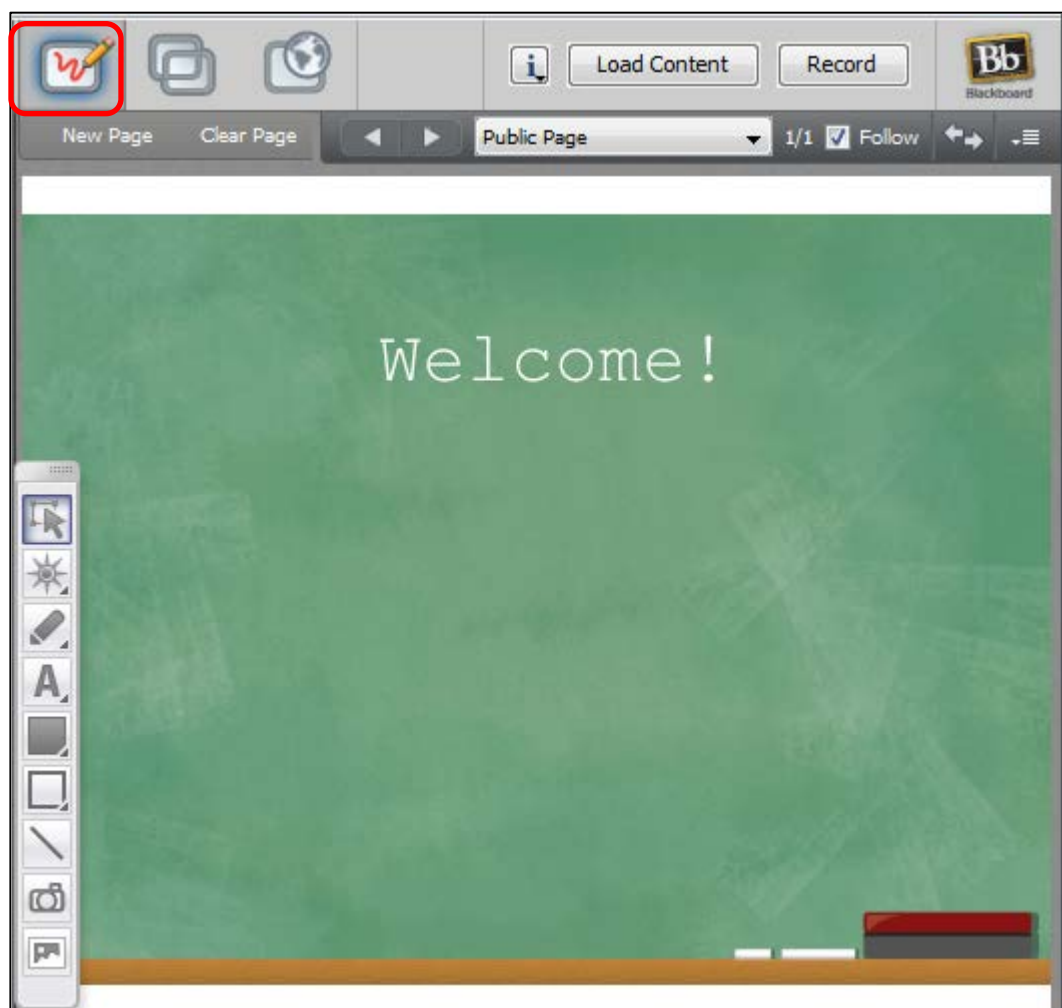 Load Content Record Bb
Blackboard
New Page Clear Page Public Page 1/1 Follow
Welcome!
A